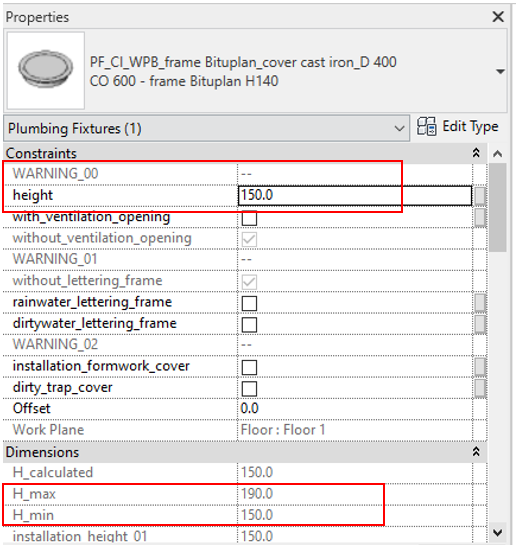 Properties
PF_CI_WPB_frame Bituplan_cover cast iron_D 400
CO 600 - frame Bituplan H140
Plumbing Fixtures (1)
Edit Type
Constraints
WARNING_00 --
height 150.0
with_ventilation_opening
without_ventilation_opening
WARNING_01 --
without_lettering_frame
rainwater_lettering_frame
dirtywater_lettering_frame
WARNING_02 --
installation_formwork_cover
dirty_trap_cover
Offset 0.0
Work Plane Floor : Floor 1
Dimensions
H_calculated 150.0
H_max 190.0
H_min 150.0
installation_height_01 150.0